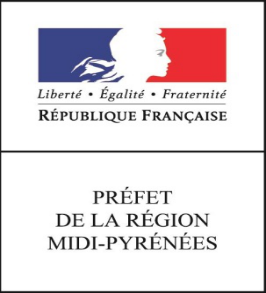 Liberté • Égalité • Fraternité
RÉPUBLIQUE FRANÇAISE
PRÉFET
DE LA RÉGION
MIDI-PYRÉNÉES